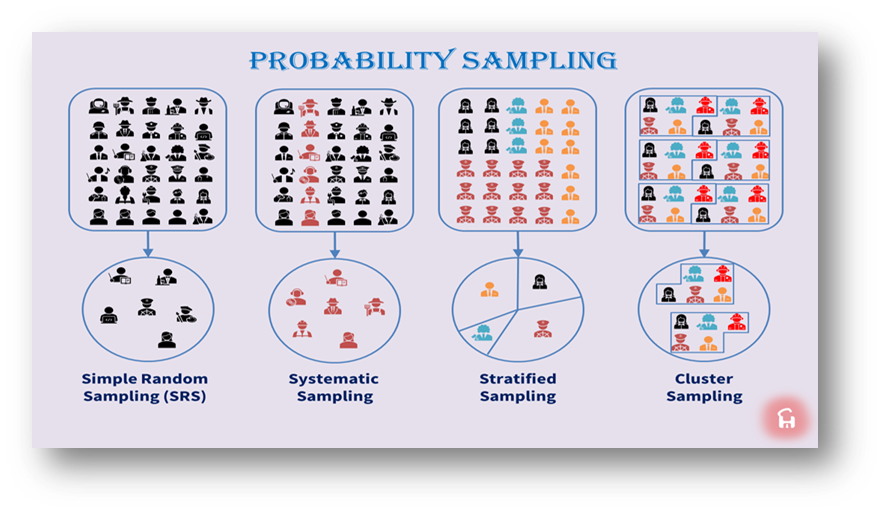 PROBABILITY SAMPLING
Simple Random
Sampling (SRS)
Systematic
Sampling
Stratified
Sampling
Cluster
Sampling